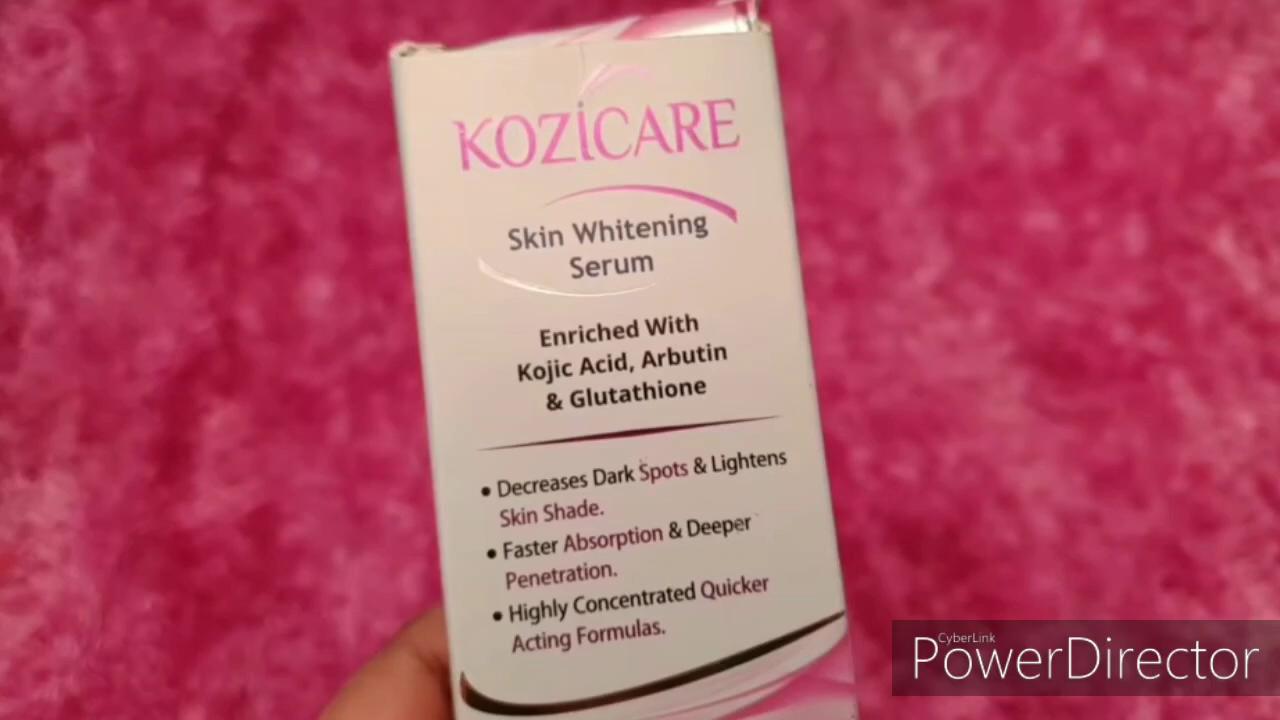 KOZICARE
Skin Whitening
Serum
Enriched With
Kojic Acid, Arbutin
& Glutathione
• Decreases Dark Spots & Lightens
Skin Shade.
• Faster Absorption & Deeper
Penetration.
• Highly Concentrated Quicker
Acting Formulas.
CyberLink
PowerDirector